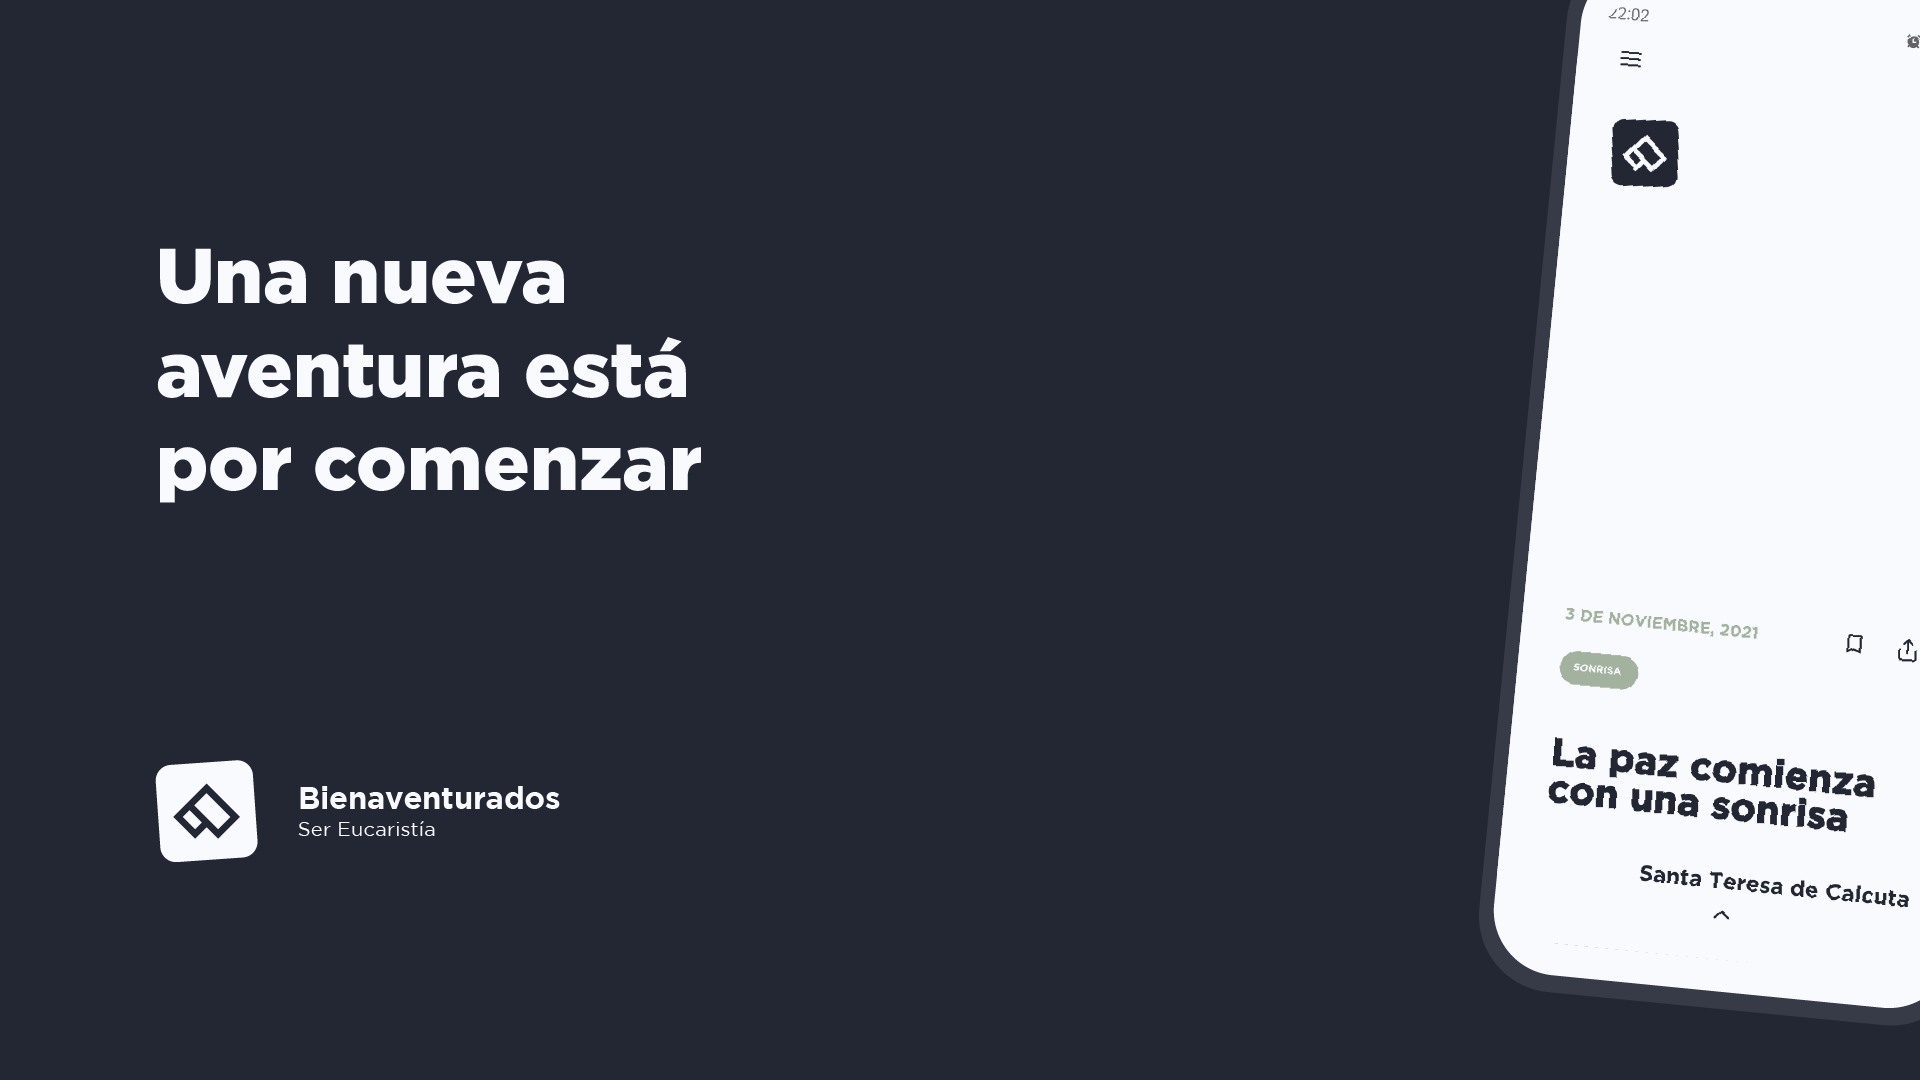 Una nueva
aventura está
por comenzar
Bienaventurados
Ser Eucaristía
22:02
3 DE NOVIEMBRE, 2021
SONRISA
La paz comienza
con una sonrisa
Santa Teresa de Calcuta